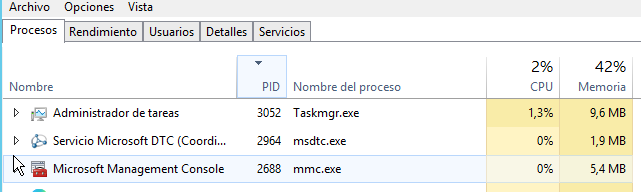 Archivo Opciones Vista
Procesos Rendimiento Usuarios Detalles Servicios
2% 42%
Nombre PID Nombre del proceso CPU Memoria
Administrador de tareas 3052 Taskmgr.exe 1,3% 9,6 MB
Servicio Microsoft DTC (Coordi... 2964 msdtc.exe 0% 1,9 MB
Microsoft Management Console 2688 mmc.exe 0% 5,4 MB